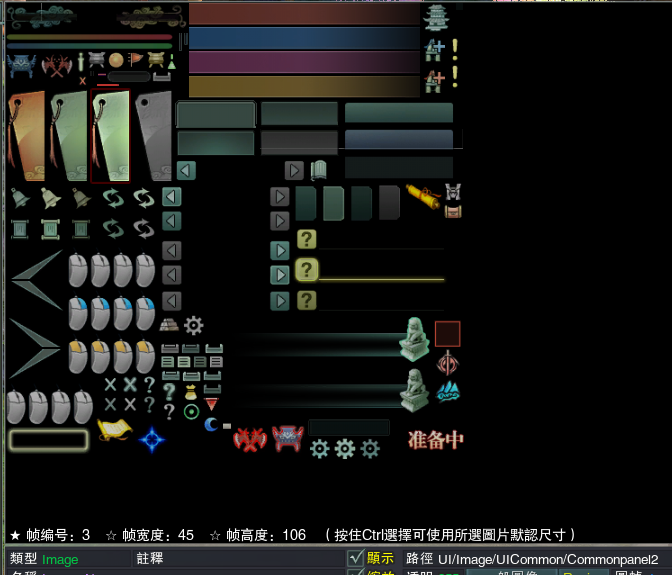 准备中
★ 帧编号：3 ☆ 帧宽度：45 ☆ 帧高度：106 （按住Ctrl選擇可使用所選圖片默認尺寸）
類型 Image 註釋 顯示 路徑 UI/Image/UICommon/Commonpanel2